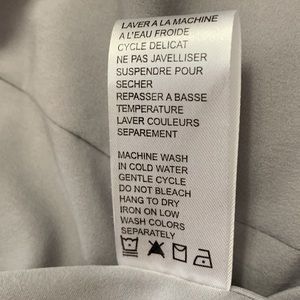 LAVER A LA MACHINE
A L'EAU FROIDE
CYCLE DELICAT
NE PAS JAVELLISER
SUSPENDRE POUR
SECHER
REPASSER A BASSE
TEMPERATURE
LAVER COULEURS
SEPAREMENT
MACHINE WASH
IN COLD WATER
GENTLE CYCLE
DO NOT BLEACH
HANG TO DRY
IRON ON LOW
WASH COLORS
SEPARATELY